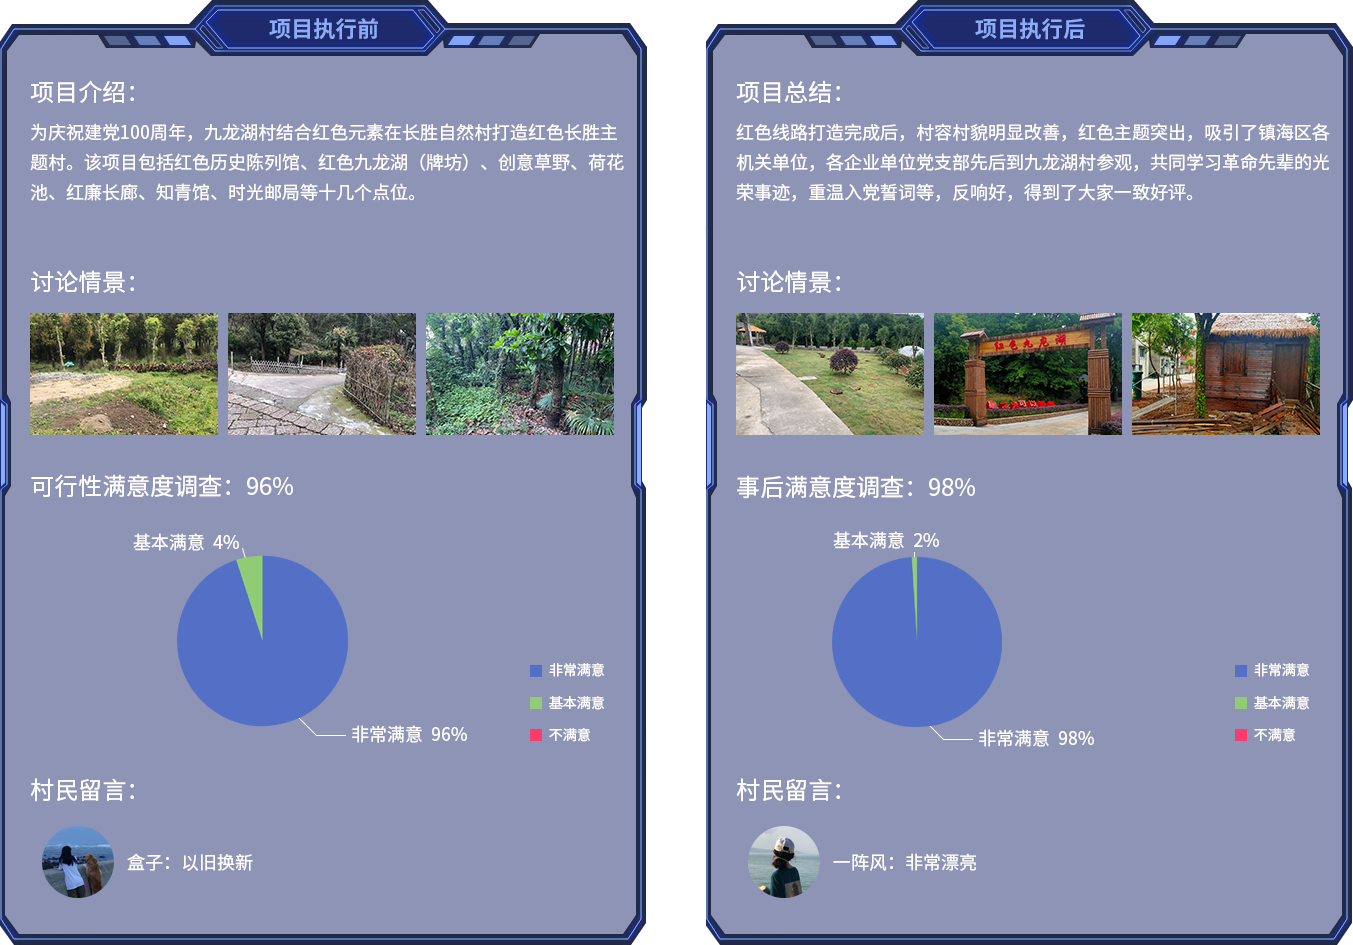 项目执行前
项目介绍：
为庆祝建党100周年，九龙湖村结合红色元素在长胜自然村打造红色长胜主
题村。该项目包括红色历史陈列馆、红色九龙湖（牌坊）、创意草野、荷花
池、红廉长廊、知青馆、时光邮局等十几个点位。
讨论情景：
可行性满意度调查：96%
基本满意 4%
非常满意
基本满意
不满意
非常满意 96%
村民留言：
盒子：以旧换新
项目执行后
项目总结：
红色线路打造完成后，村容村貌明显改善，红色主题突出，吸引了镇海区各
机关单位，各企业单位党支部先后到九龙湖村参观，共同学习革命先辈的光
荣事迹，重温入党誓词等，反响好，得到了大家一致好评。
讨论情景：
红色九龙湖
事后满意度调查：98%
基本满意 2%
非常满意
基本满意
不满意
非常满意 98%
村民留言：
一阵风：非常漂亮